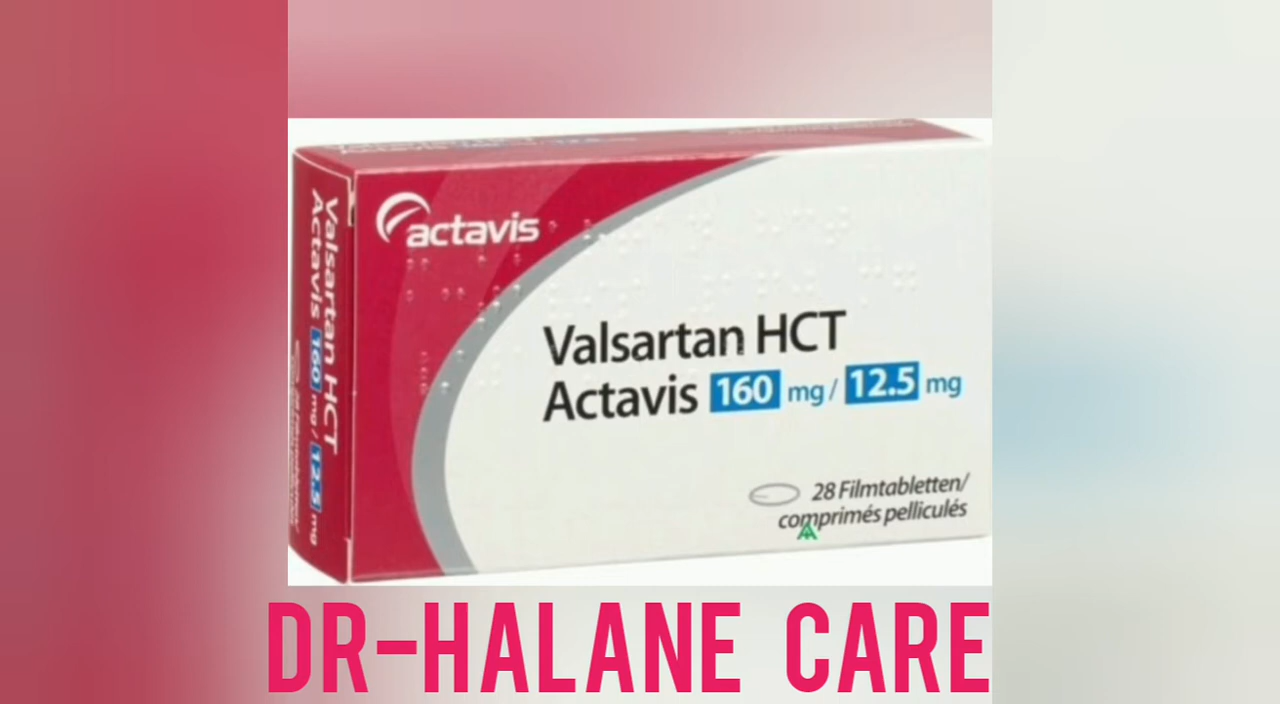 actavis
Valsartan HCT
Actavis 160 mg / 12.5 mg
28 Filmtabletten/
comprimés pelliculés
Valsartan HCT
Actavis 160 mg / 12.5 mg
DR-HALANE CARE